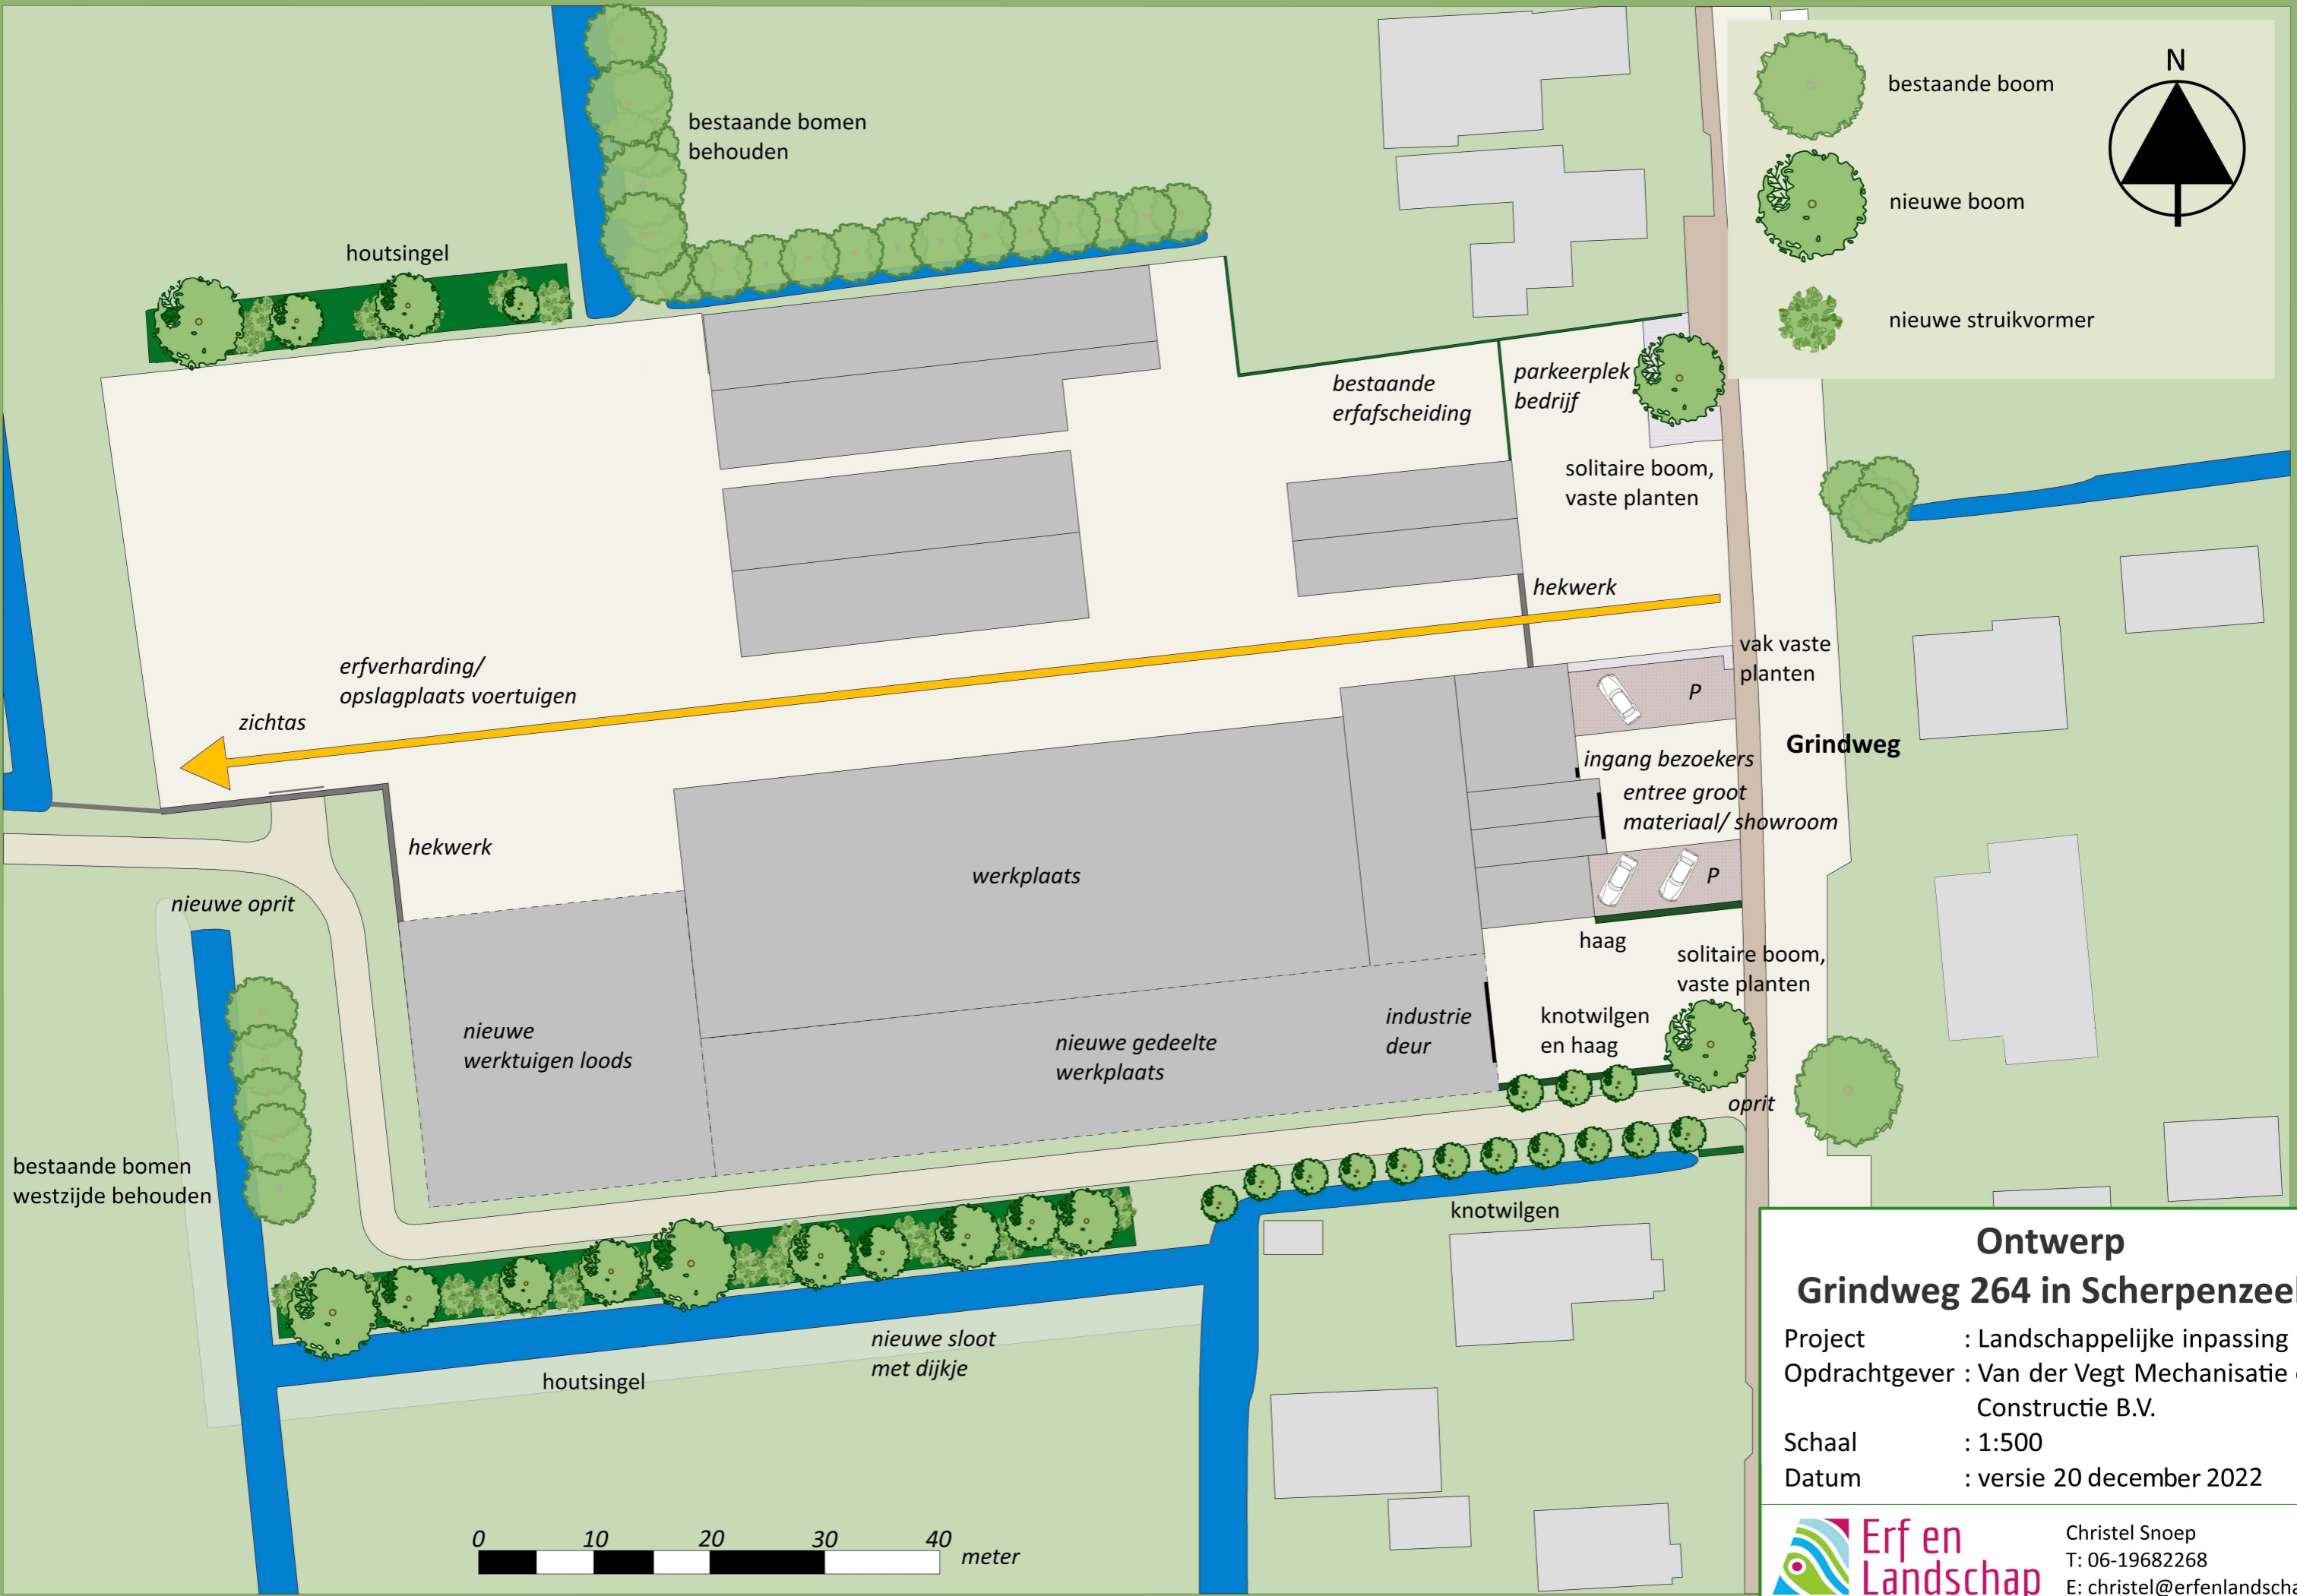 N
bestaande boom
nieuwe boom
nieuwe struikvormer
bestaande bomen
behouden
houtsingel
bestaande
erfafscheiding
parkeerplek
bedrijf
solitaire boom,
vaste planten
hekwerk
vak vaste
planten
erfverharding/
opslagplaats voertuigen
zichtas
P
Grindweg
ingang bezoekers
entree groot
materiaal/ showroom
hekwerk
werkplaats
P
nieuwe oprit
haag
solitaire boom,
vaste planten
nieuwe
werktuigen loods
nieuwe gedeelte
werkplaats
industrie
deur
knotwilgen
en haag
oprit
bestaande bomen
westzijde behouden
knotwilgen
nieuwe sloot
met dijkje
houtsingel
0 10 20 30 40
meter
Ontwerp
Grindweg 264 in Scherpenzeel
Project : Landschappelijke inpassing
Opdrachtgever : Van der Vegt Mechanisatie
Constructie B.V.
Schaal : 1:500
Datum : versie 20 december 2022
Erf en
Landschap
Christel Snoep
T: 06-19682268
E: christel@erfenlandscha